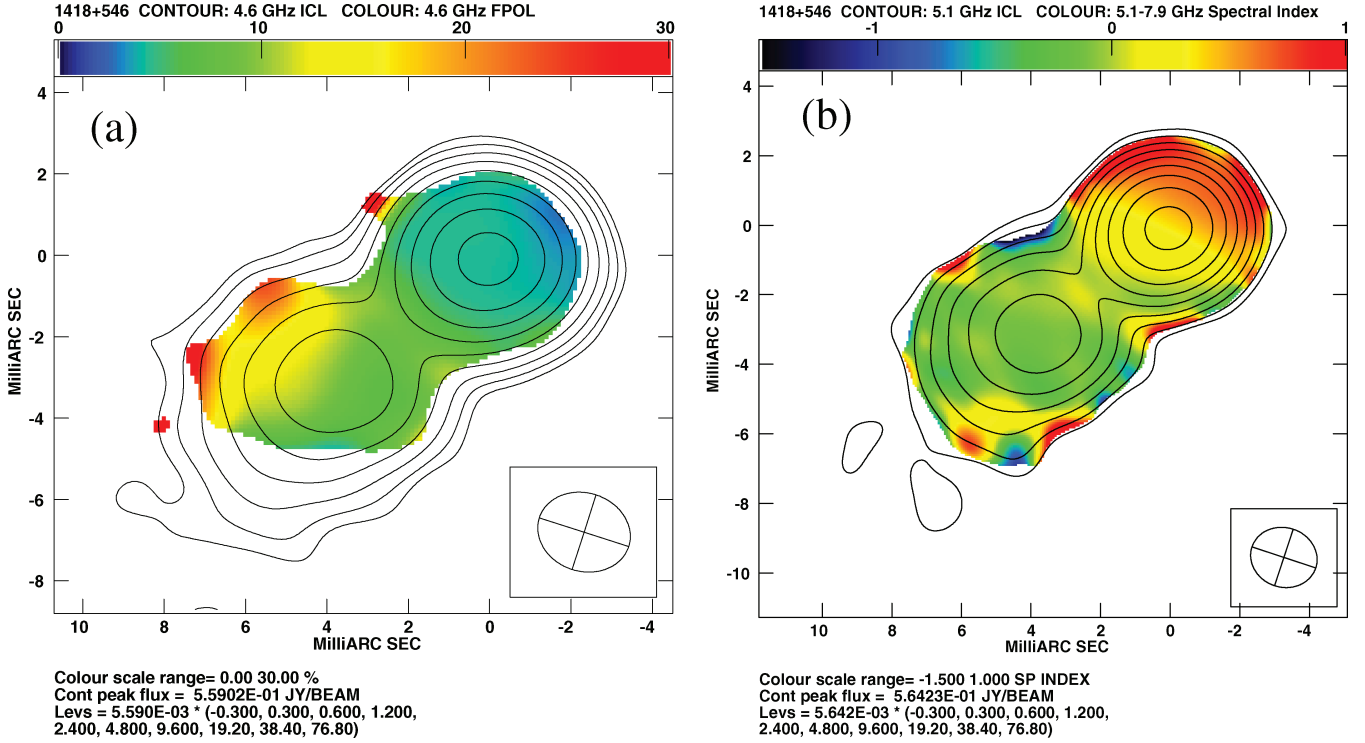 1418+546 CONTOUR: 4.6 GHz ICL COLOUR: 4.6 GHz FPOL
0 10 20 30
(a)
4
2
0
-2
-4
-6
-8
MilliARC SEC
10 8 6 4 2 0 -2 -4
MilliARC SEC
Colour scale range= 0.00 30.00 %
Cont peak flux = 5.5902E-01 JY/BEAM
Levs = 5.590E-03 * (-0.300, 0.300, 0.600, 1.200,
2.400, 4.800, 9.600, 19.20, 38.40, 76.80)
1418+546 CONTOUR: 5.1 GHz ICL COLOUR: 5.1-7.9 GHz Spectral Index
-1 0 1
(b)
4
2
0
-2
-4
-6
-8
-10
MilliARC SEC
10 8 6 4 2 0 -2 -4
MilliARC SEC
Colour scale range= -1.500 1.000 SP INDEX
Cont peak flux = 5.6423E-01 JY/BEAM
Levs = 5.642E-03 * (-0.300, 0.300, 0.600, 1.200,
2.400, 4.800, 9.600, 19.20, 38.40, 76.80)